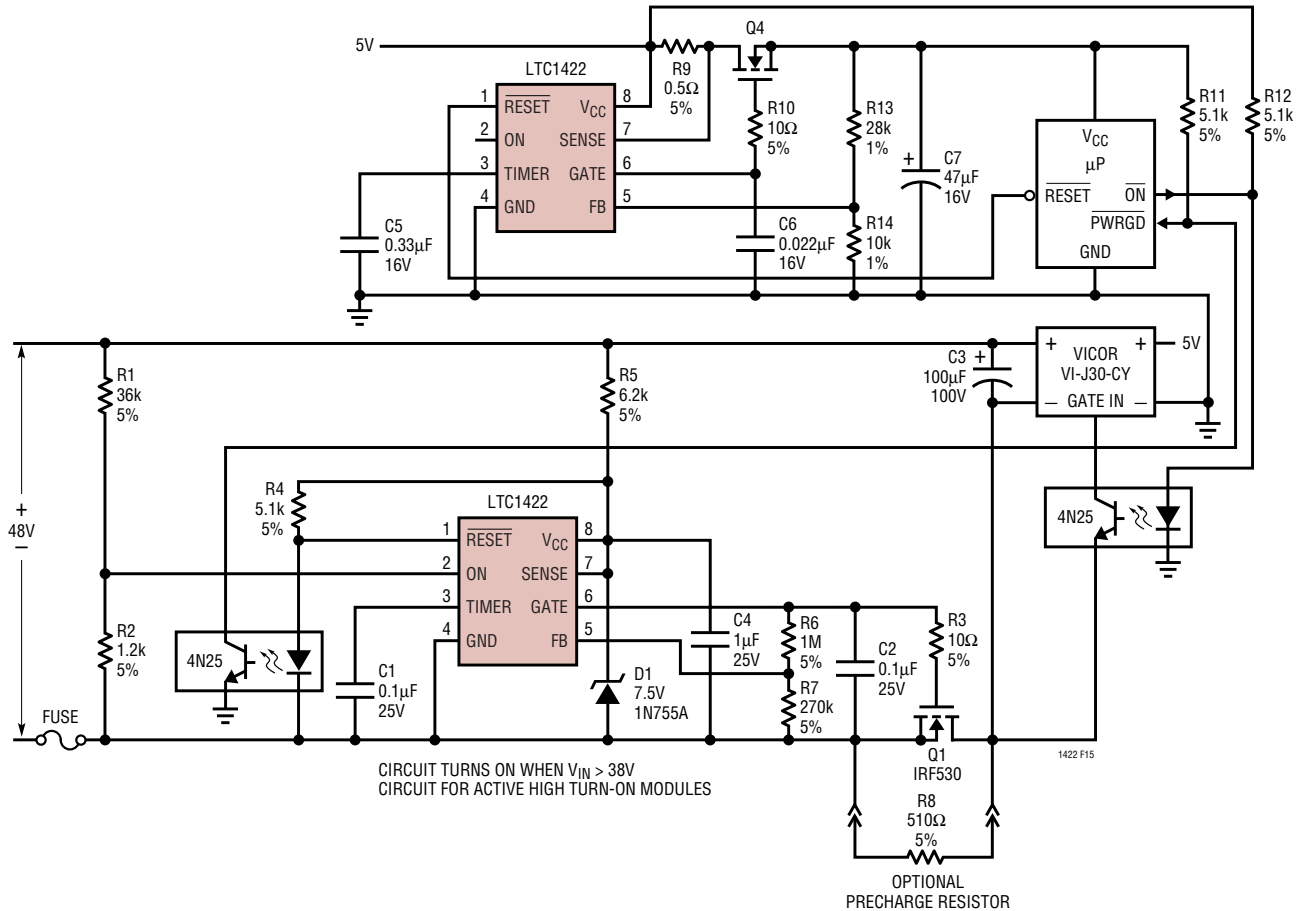 Q4
5V
R9
0.5Ω
5%
LTC1422
1
RESET
VCC
8
2
ON
SENSE
7
3
TIMER
GATE
6
4
GND
FB
5
R10
10Ω
5%
R13
28k
1%
C7
+
47µF
16V
VCC
µP
RESET
ON
PWRGD
GND
R11
5.1k
5%
R12
5.1k
5%
C5
0.33µF
16V
C6
0.022µF
16V
R14
10k
1%
R1
36k
5%
R5
6.2k
5%
C3
+
100µF
100V
+
+
5V
VICOR
VI-J30-CY
–
GATE IN
–
+
48V
–
R4
5.1k
5%
LTC1422
1
RESET
VCC
8
2
ON
SENSE
7
3
TIMER
GATE
6
4
GND
FB
5
4N25
R2
1.2k
5%
4N25
C1
0.1µF
25V
D1
7.5V
1N755A
C4
1µF
25V
R6
1M
5%
R7
270k
5%
C2
0.1µF
25V
R3
10Ω
5%
FUSE
Q1
IRF530
1422 F15
CIRCUIT TURNS ON WHEN VIN > 38V
CIRCUIT FOR ACTIVE HIGH TURN-ON MODULES
R8
510Ω
5%
OPTIONAL
PRECHARGE RESISTOR